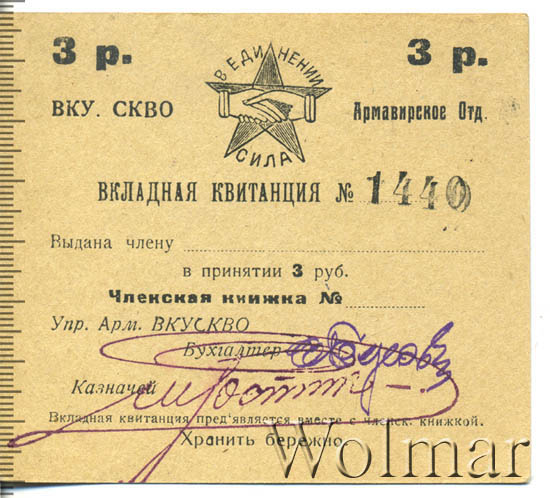 3 р. 3 р.
В ЕДИНЕНИИ
СИЛА
ВКУ. СКВО Армавирское Отд.
ВКЛАДНАЯ КВИТАНЦИЯ № 1440
Выдана члену
в принятии 3 руб.
Членская книжка №
Упр. Арм. ВКУСКВО
Бухгалтер
Казначей
Вкладная квитанция пред'является вместе с членск. книжкой.
Хранить бережно.
Wolmar